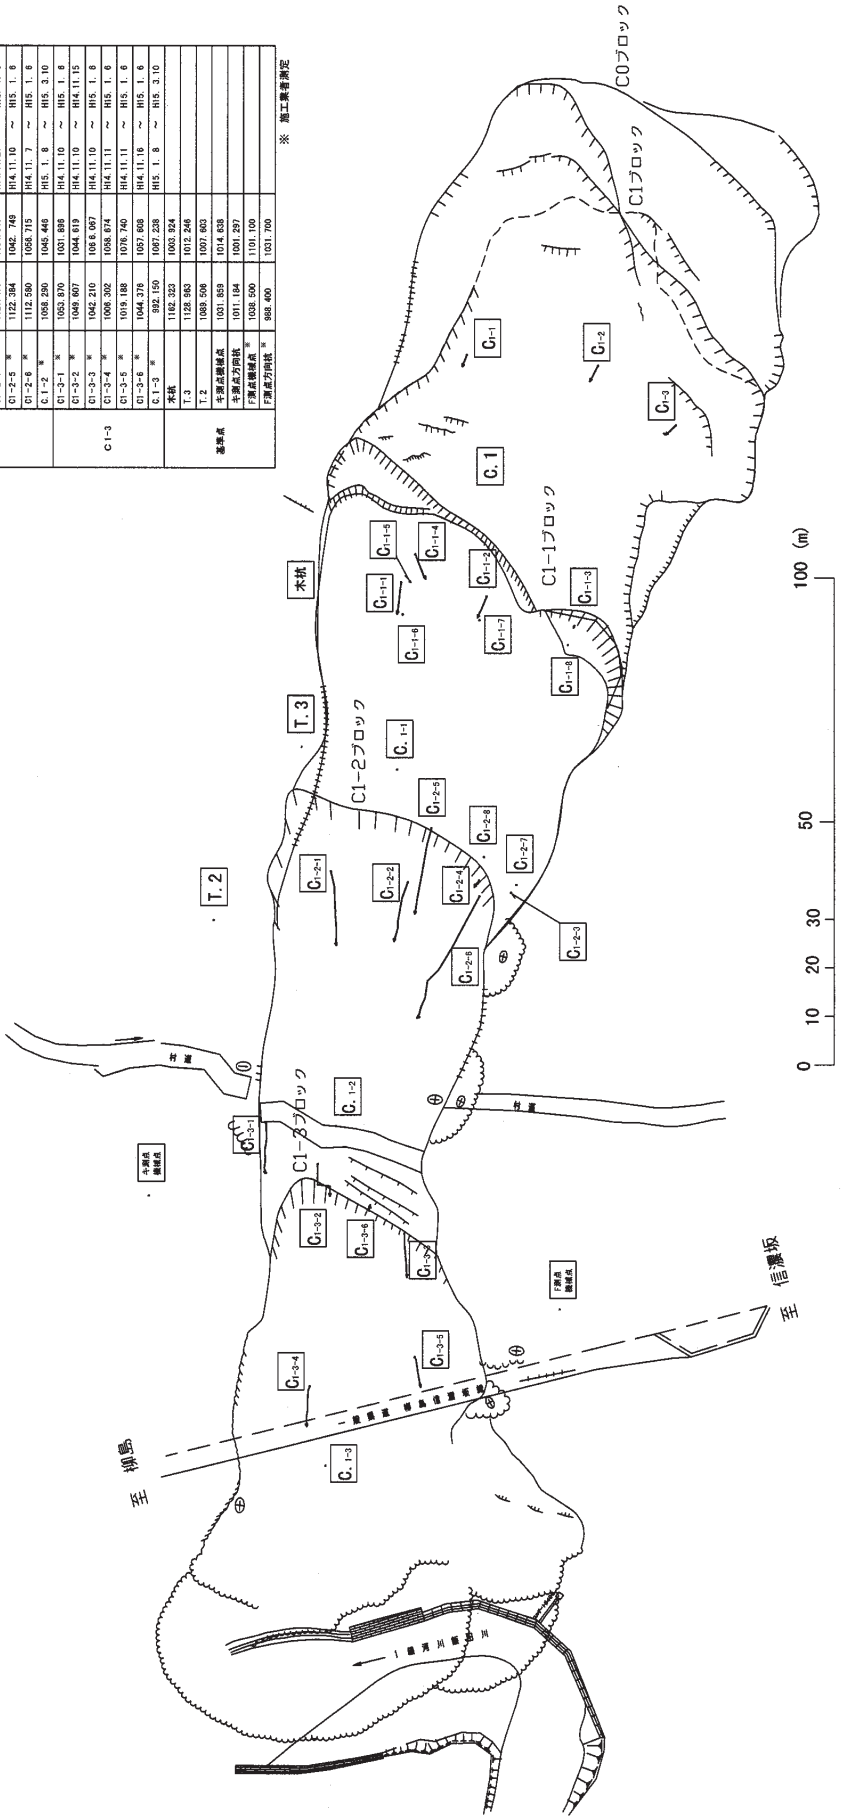 C1-2-5 ※ 1122.384 1042.749 H14.11.10 ～ H15. 1. 6
C1-2-6 ※ 1112.580 1056.715 H14.11. 7 ～ H15. 1. 6
C.1-2 ※ 1058.290 1045.446 H15. 1. 8 ～ H15. 3.10
C1-3
C1-3-1 ※ 1053.870 1031.896 H14.11.10 ～ H15. 1. 6
C1-3-2 ※ 1049.607 1044.619 H14.11.10 ～ H14.11.15
C1-3-3 ※ 1042.210 1066.067 H14.11.10 ～ H15. 1. 6
C1-3-4 ※ 1006.302 1058.674 H14.11.11 ～ H15. 1. 6
C1-3-5 ※ 1019.188 1076.740 H14.11.11 ～ H15. 1. 6
C1-3-6 ※ 1044.376 1057.608 H14.11.16 ～ H15. 1. 6
C.1-3 ※ 992.150 1067.238 H15. 1. 8 ～ H15. 3.10
基準点
木杭 1182.323 1003.924
T.3 1128.963 1012.246
T.2 1089.506 1007.603
キ測点機械点 1031.859 1014.838
キ測点方向杭 1011.184 1001.297
F測点機械点 ※ 1038.500 1101.100
F測点方向杭 ※ 988.400 1031.700
※ 施工業者測定
C0ブロック
C1ブロック
C1-1
C1-2
C1-3
C.1
C1-1ブロック
木杭
C1-1-5
C1-1-4
C1-1-1
C1-1-2
C1-1-3
C1-1-6
C1-1-7
C1-1-8
T.3
C1-2ブロック
C.1-1
C1-2-5
C1-2-8
C1-2-7
C1-2-1
C1-2-2
C1-2-4
C1-2-3
C1-2-6
T.2
C1-3ブロック
C.1-2
C1-3-1
C1-3-2
C1-3-6
キ測点
機械点
F測点
機械点
C1-3-4
C1-3-5
C.1-3
至 柳島
至 信濃坂
0 10 20 30 50 100 (m)